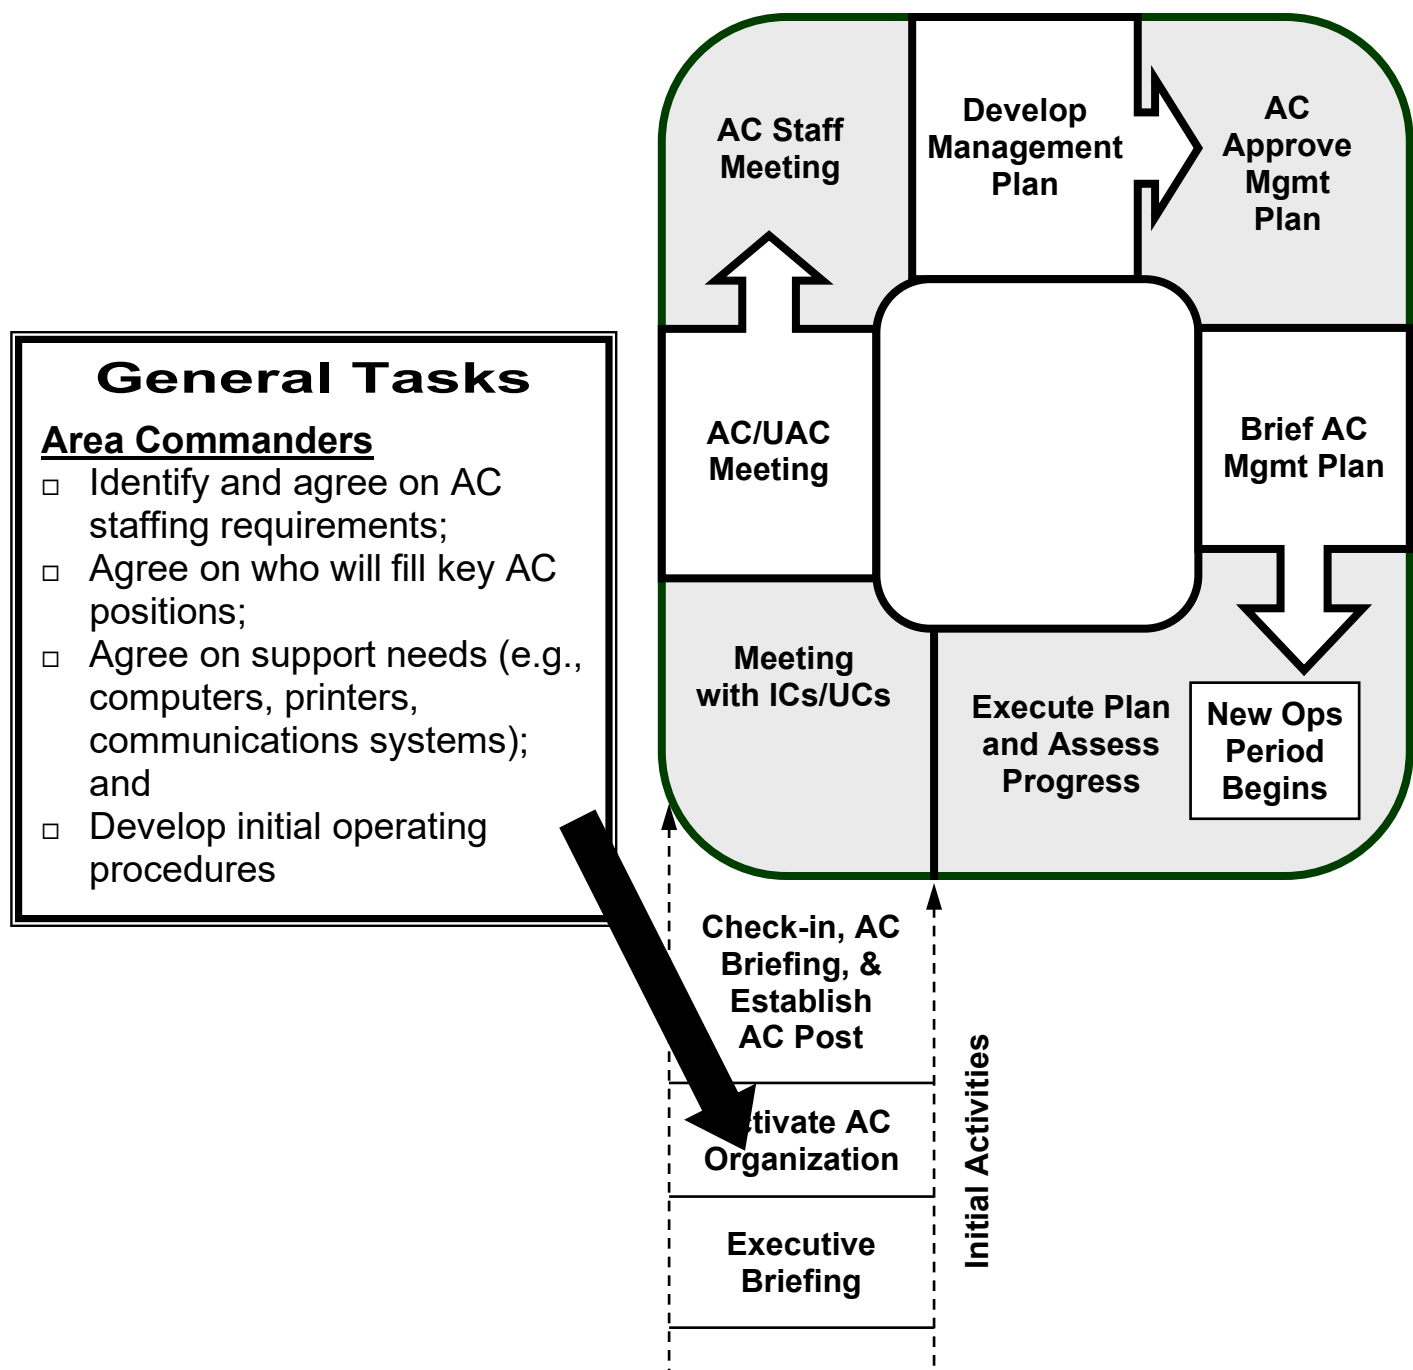 General Tasks
Area Commanders
Identify and agree on AC
staffing requirements;
Agree on who will fill key AC
positions;
Agree on support needs (e.g.,
computers, printers,
communications systems);
and
Develop initial operating
procedures
AC Staff
Meeting
Develop
Management
Plan
AC
Approve
Mgmt
Plan
AC/UAC
Meeting
Brief AC
Mgmt Plan
Meeting
with ICs/UCs
Execute Plan
and Assess
Progress
New Ops
Period
Begins
Check-in, AC
Briefing, &
Establish
AC Post
ctivate AC
Organization
Executive
Briefing
Initial Activities